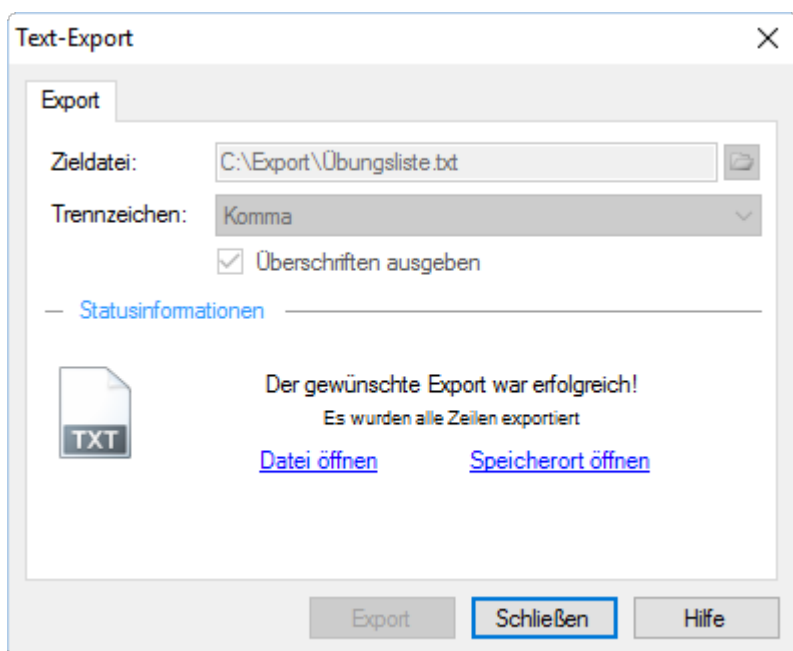 Text-Export
Export
Zieldatei: C:\Export\Übungsliste.txt
Trennzeichen: Komma
Überschriften ausgeben
Statusinformationen
Der gewünschte Export war erfolgreich!
Es wurden alle Zeilen exportiert
TXT
Datei öffnen Speicherort öffnen
Export Schließen Hilfe